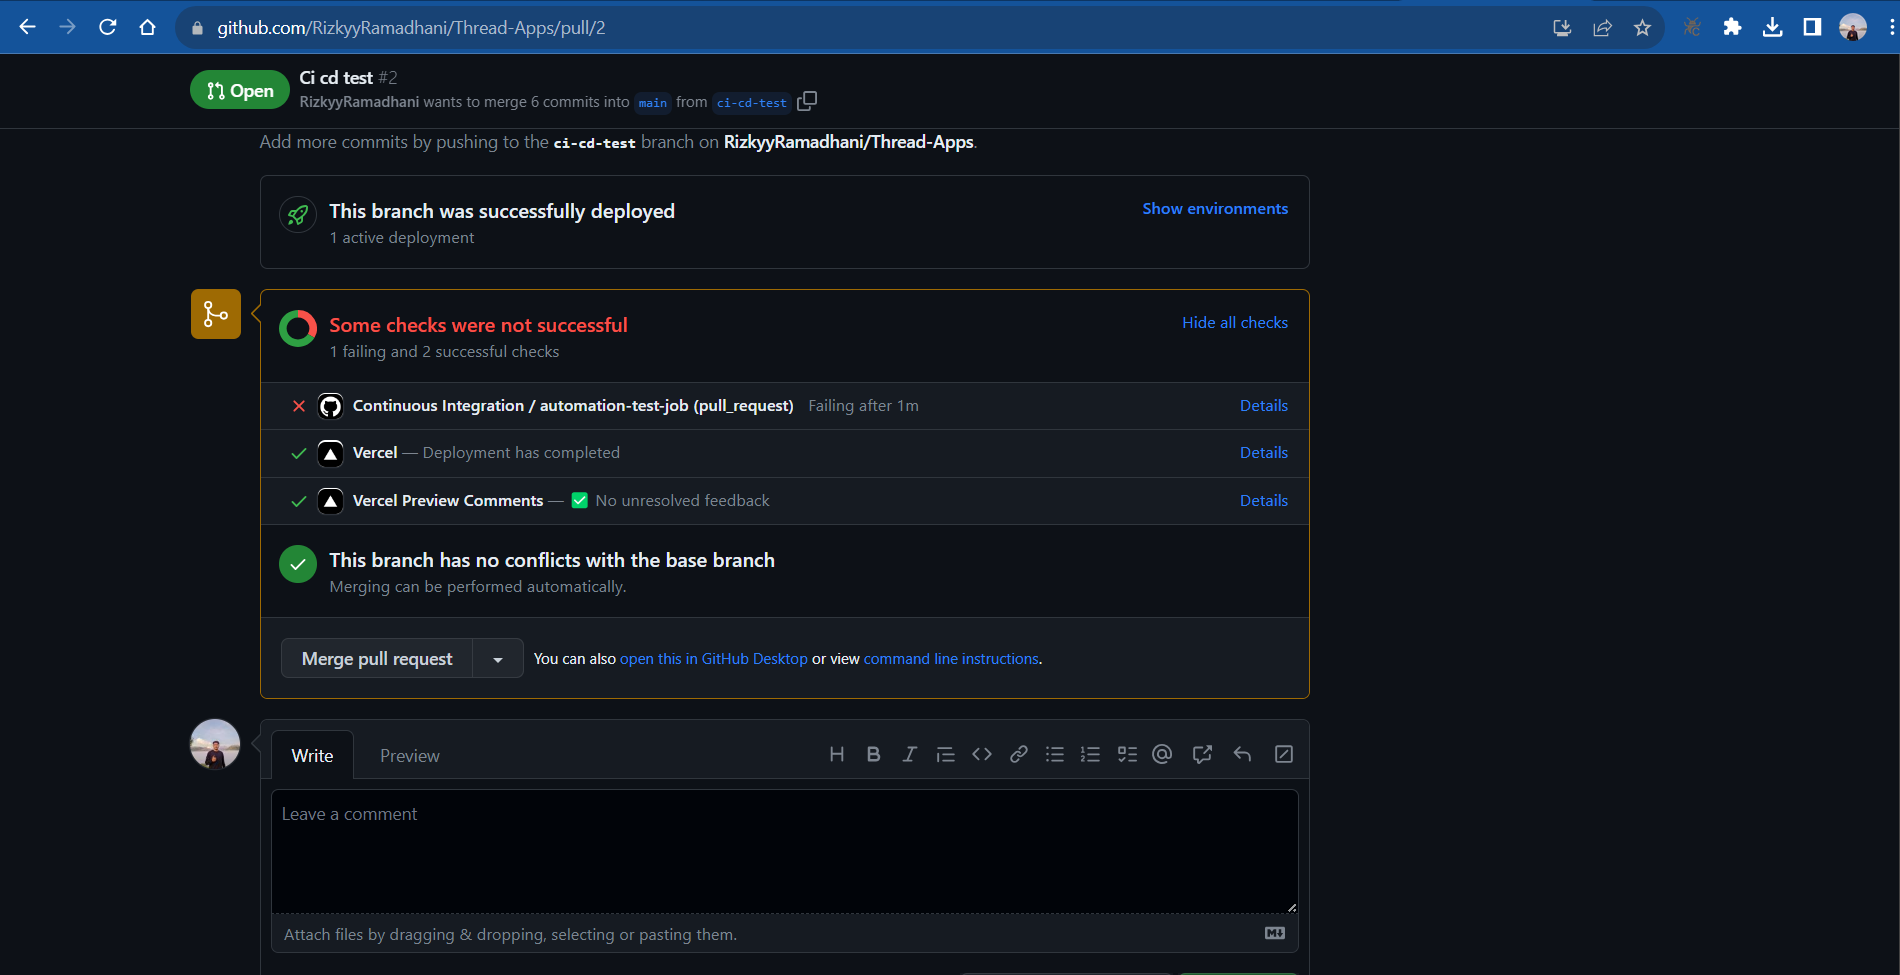 github.com/RizkyyRamadhani/Thread-Apps/pull/2
Open
Ci cd test #2
RizkyyRamadhani wants to merge 6 commits into main from ci-cd-test
Add more commits by pushing to the ci-cd-test branch on RizkyyRamadhani/Thread-Apps.
This branch was successfully deployed
Show environments
1 active deployment
Some checks were not successful
Hide all checks
1 failing and 2 successful checks
Continuous Integration / automation-test-job (pull_request) Failing after 1m Details
Vercel — Deployment has completed Details
Vercel Preview Comments — ✅ No unresolved feedback Details
This branch has no conflicts with the base branch
Merging can be performed automatically.
Merge pull request You can also open this in GitHub Desktop or view command line instructions.
Write Preview
Leave a comment
Attach files by dragging & dropping, selecting or pasting them.